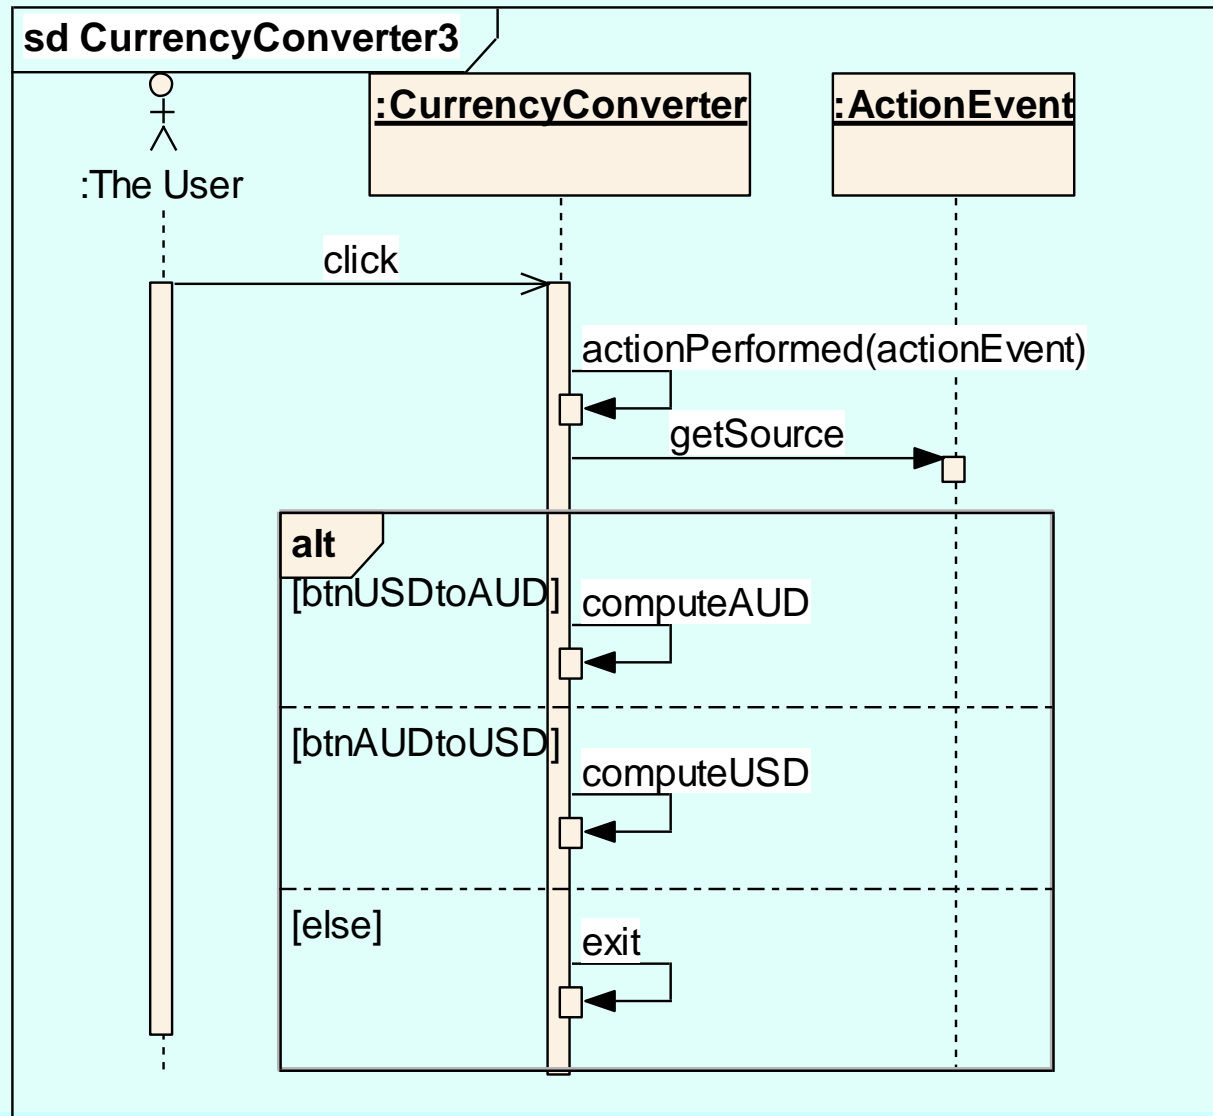 sd CurrencyConverter3
:CurrencyConverter
:ActionEvent
:The User
click
actionPerformed(actionEvent)
getSource
alt
[btnUSDtoAUD]
computeAUD
[btnAUDtoUSD]
computeUSD
[else]
exit